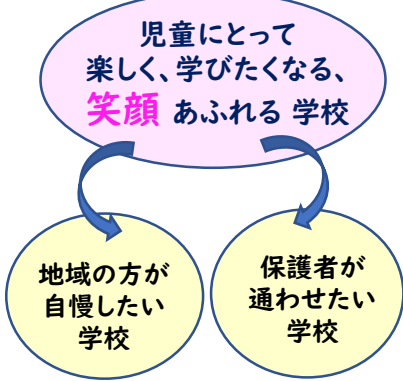 児童にとって
楽しく、学びたくなる、
笑顔 あふれる 学校
地域の方が
自慢したい
学校
保護者が
通わせたい
学校